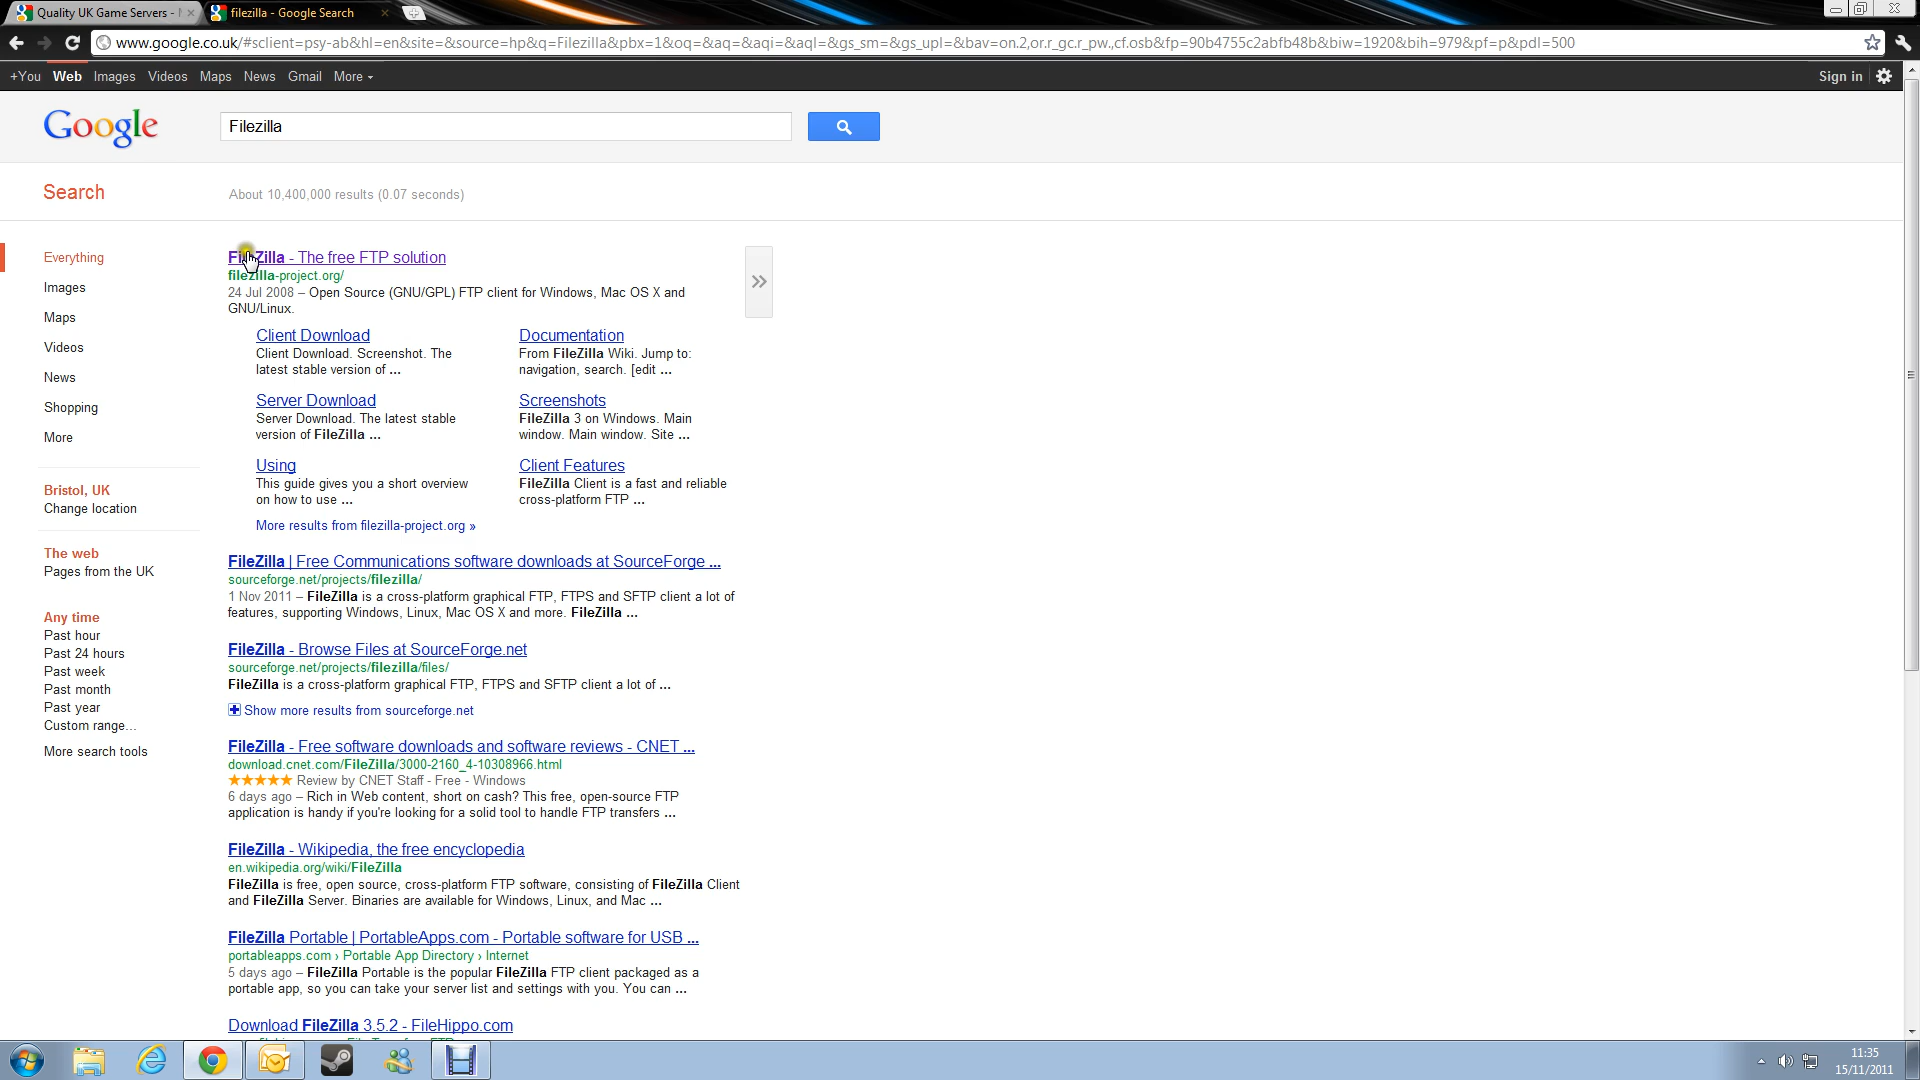 Quality UK Game Servers -
filezilla - Google Search
www.google.co.uk/#sclient=psy-ab&hl=en&site=&source=hp&q=Filezilla&pbx=1&oq=&aq=&aqi=&aql=&gs_sm=&gs_upl=&bav=on.2,or.r_gc.r_pw.,cf.osb&fp=90b4755c2abfb48b&biw=1920&bih=979&pf=p&pdl=500
+You Web Images Videos Maps News Gmail More
Sign in
Google
Filezilla
Search
About 10,400,000 results (0.07 seconds)
Everything
Images
Maps
Videos
News
Shopping
More
Bristol, UK
Change location
The web
Pages from the UK
Any time
Past hour
Past 24 hours
Past week
Past month
Past year
Custom range...
More search tools
FileZilla - The free FTP solution
filezilla-project.org/
24 Jul 2008 – Open Source (GNU/GPL) FTP client for Windows, Mac OS X and
GNU/Linux.
Client Download
Client Download. Screenshot. The
latest stable version of ...
Documentation
From FileZilla Wiki. Jump to:
navigation, search. [edit ...
Server Download
Server Download. The latest stable
version of FileZilla ...
Screenshots
FileZilla 3 on Windows. Main
window. Main window. Site ...
Using
This guide gives you a short overview
on how to use ...
Client Features
FileZilla Client is a fast and reliable
cross-platform FTP ...
More results from filezilla-project.org »
FileZilla | Free Communications software downloads at SourceForge ...
sourceforge.net/projects/filezilla/
1 Nov 2011 – FileZilla is a cross-platform graphical FTP, FTPS and SFTP client a lot of
features, supporting Windows, Linux, Mac OS X and more. FileZilla ...
FileZilla - Browse Files at SourceForge.net
sourceforge.net/projects/filezilla/files/
FileZilla is a cross-platform graphical FTP, FTPS and SFTP client a lot of ...
Show more results from sourceforge.net
FileZilla - Free software downloads and software reviews - CNET ...
download.cnet.com/FileZilla/3000-2160_4-10308966.html
Review by CNET Staff - Free - Windows
6 days ago – Rich in Web content, short on cash? This free, open-source FTP
application is handy if you're looking for a solid tool to handle FTP transfers ...
FileZilla - Wikipedia, the free encyclopedia
en.wikipedia.org/wiki/FileZilla
FileZilla is free, open source, cross-platform FTP software, consisting of FileZilla Client
and FileZilla Server. Binaries are available for Windows, Linux, and Mac ...
FileZilla Portable | PortableApps.com - Portable software for USB ...
portableapps.com › Portable App Directory › Internet
5 days ago – FileZilla Portable is the popular FileZilla FTP client packaged as a
portable app, so you can take your server list and settings with you. You can ...
Download FileZilla 3.5.2 - FileHippo.com
11:35
15/11/2011